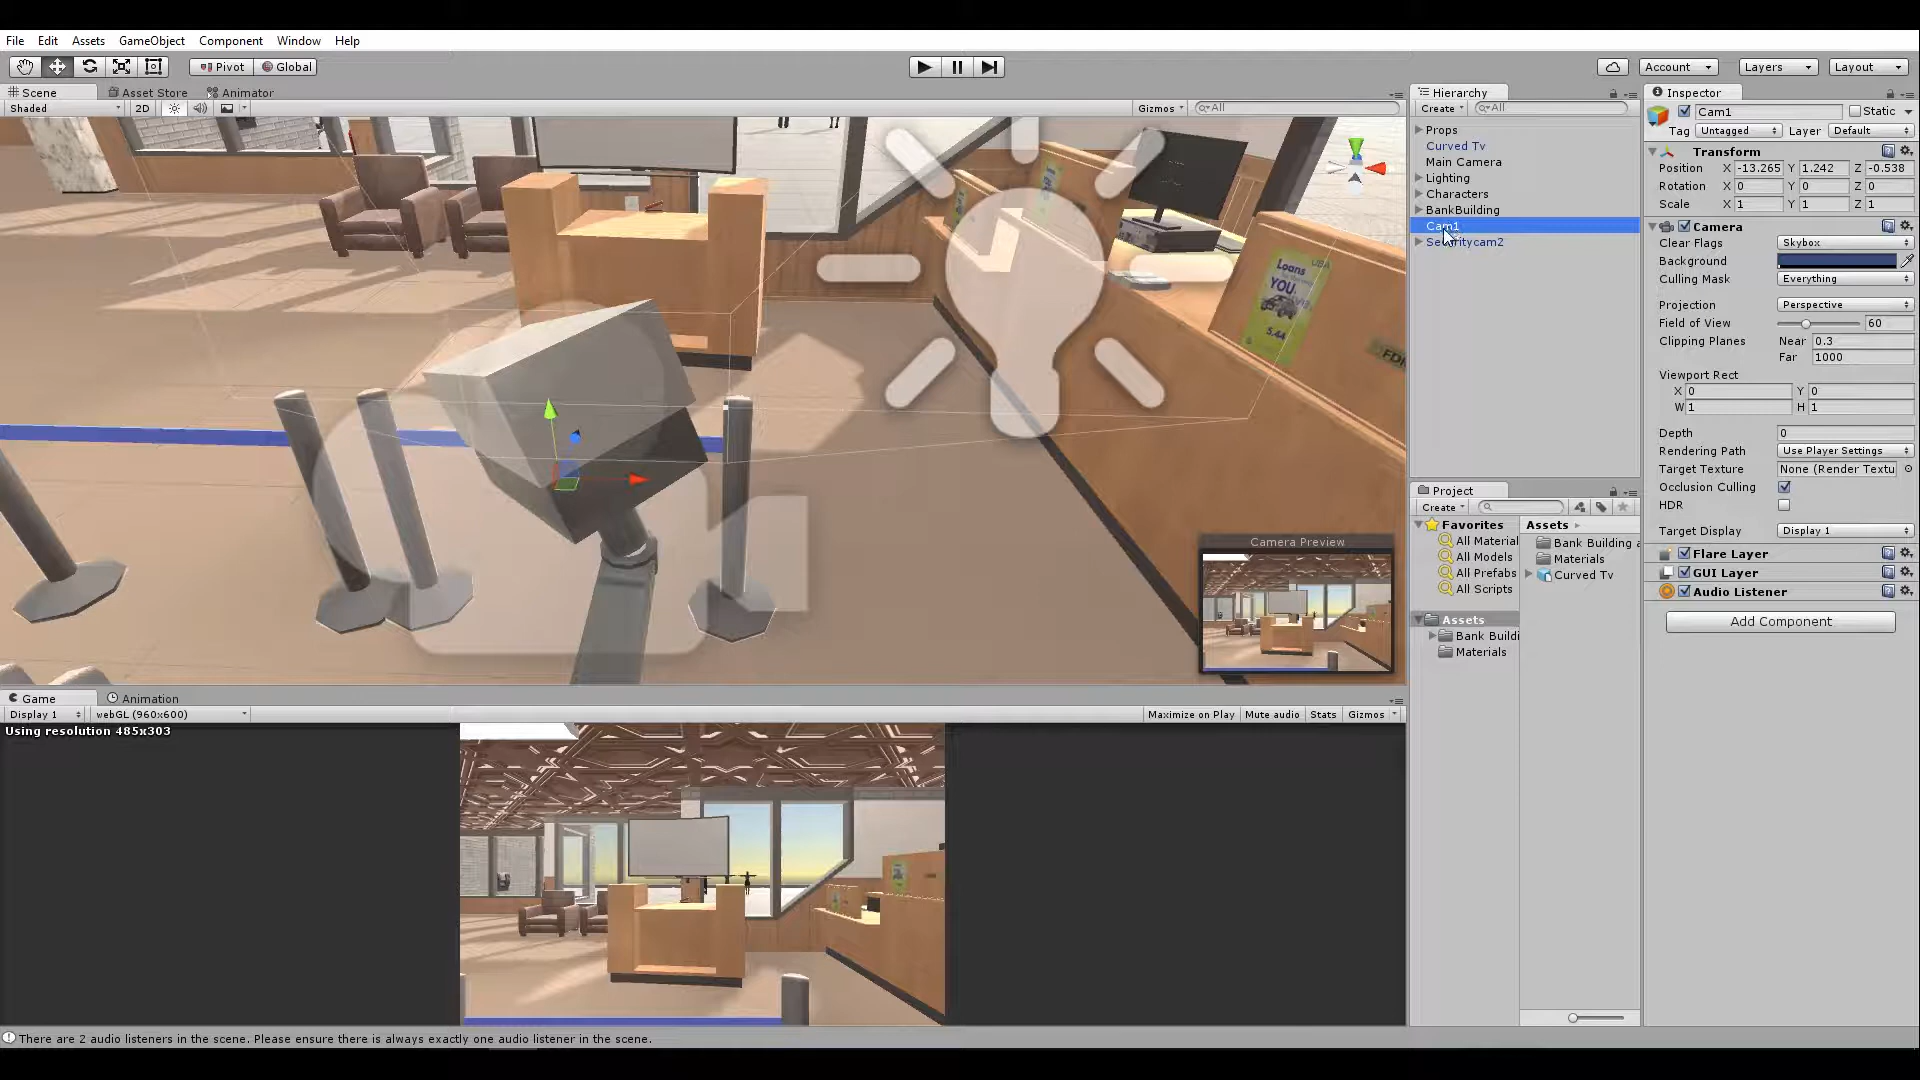 File Edit Assets GameObject Component Window Help
Pivot Global Account Layers Layout
Scene Asset Store Animator
Shaded 2D Gizmos All
Loans
YOU.
5.44
Camera Preview
Game Animation
Display 1 webGL (960x600) Maximize on Play Mute audio Stats Gizmos
Using resolution 485x303
There are 2 audio listeners in the scene. Please ensure there is always exactly one audio listener in the scene.
Hierarchy
Create All
Props
Curved Tv
Main Camera
Lighting
Characters
BankBuilding
Cam1
Securitycam2
Project
Create
Favorites
All Material
All Models
All Prefabs
All Scripts
Assets
Bank Buildi
Materials
Assets
Bank Building a
Materials
Curved Tv
Inspector
Cam1 Static
Tag Untagged Layer Default
Transform
Position X -13.265 Y 1.242 Z -0.538
Rotation X 0 Y 0 Z 0
Scale X 1 Y 1 Z 1
Camera
Clear Flags Skybox
Background
Culling Mask Everything
Projection Perspective
Field of View 60
Clipping Planes Near 0.3
Far 1000
Viewport Rect
X 0 Y 0
W 1 H 1
Depth 0
Rendering Path Use Player Settings
Target Texture None (Render Textu
Occlusion Culling
HDR
Target Display Display 1
Flare Layer
GUI Layer
Audio Listener
Add Component